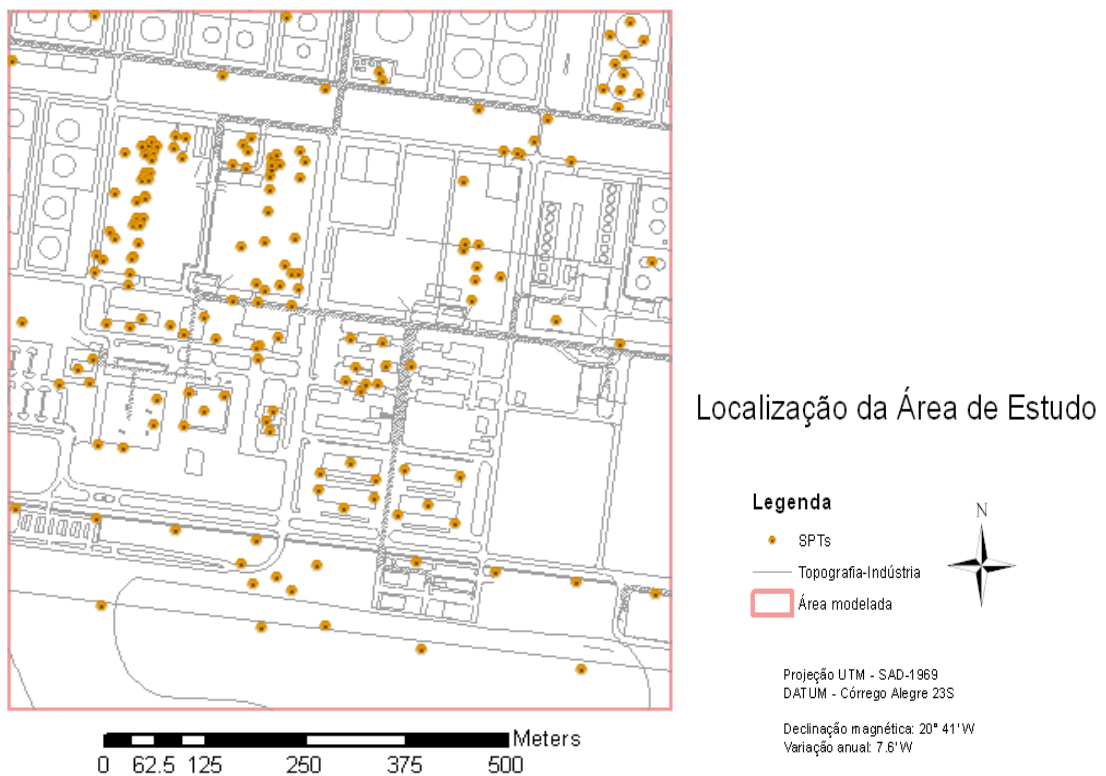 Localização da Área de Estudo
Legenda
N
SPTs
Topografia-Indústria
Área modelada
Projeção UTM - SAD-1969
DATUM - Córrego Alegre 23S
Declinação magnética: 20° 41' W
Variação anual: 7.6' W
Meters
0 62.5 125 250 375 500